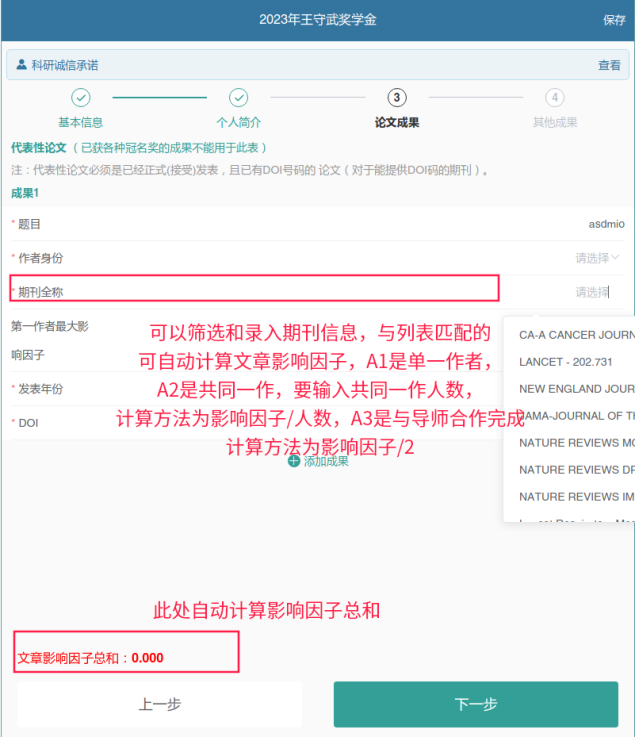 2023年王守武奖学金
保存
科研诚信承诺
查看
3
4
基本信息
个人简介
论文成果
其他成果
代表性论文（已获各种冠名奖的成果不能用于此表）
注：代表性论文必须是已经正式(接受)发表，且已有DOI号码的 论文（对于能提供DOI码的期刊）。
成果1
* 题目
asdmio
* 作者身份
请选择
* 期刊全称
请选择
第一作者最大影
响因子
* 发表年份
* DOI
可以筛选和录入期刊信息，与列表匹配的
可自动计算文章影响因子，A1是单一作者，
A2是共同一作，要输入共同一作人数，
计算方法为影响因子/人数，A3是与导师合作完成
计算方法为影响因子/2
CA-A CANCER JOURN
LANCET - 202.731
NEW ENGLAND JOUR
JAMA-JOURNAL OF TH
NATURE REVIEWS MO
NATURE REVIEWS DR
NATURE REVIEWS IM
添加成果
此处自动计算影响因子总和
文章影响因子总和：0.000
上一步
下一步